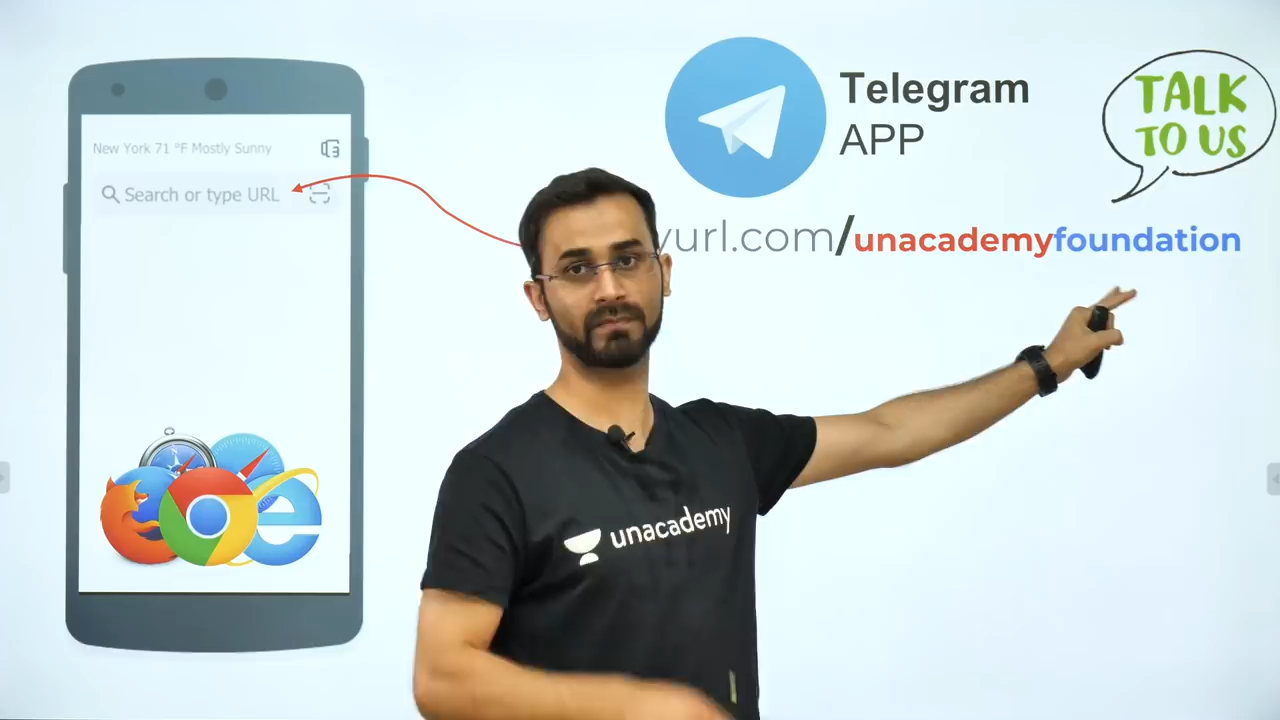 New York 71 °F Mostly Sunny
Search or type URL
Telegram
APP
TALK
TO US
yurl.com/unacademyfoundation
unacademy